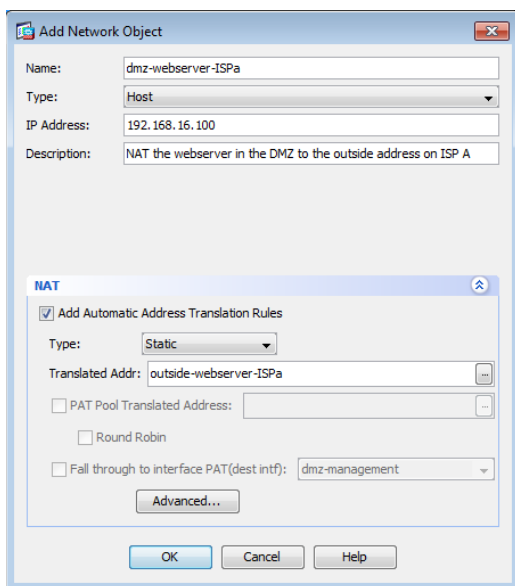 Add Network Object
Name: dmz-webserver-ISPa
Type: Host
IP Address: 192.168.16.100
Description: NAT the webserver in the DMZ to the outside address on ISP A
NAT
Add Automatic Address Translation Rules
Type: Static
Translated Addr: outside-webserver-ISPa ...
PAT Pool Translated Address: ...
Round Robin
Fall through to interface PAT(dest intf): dmz-management
Advanced...
OK Cancel Help